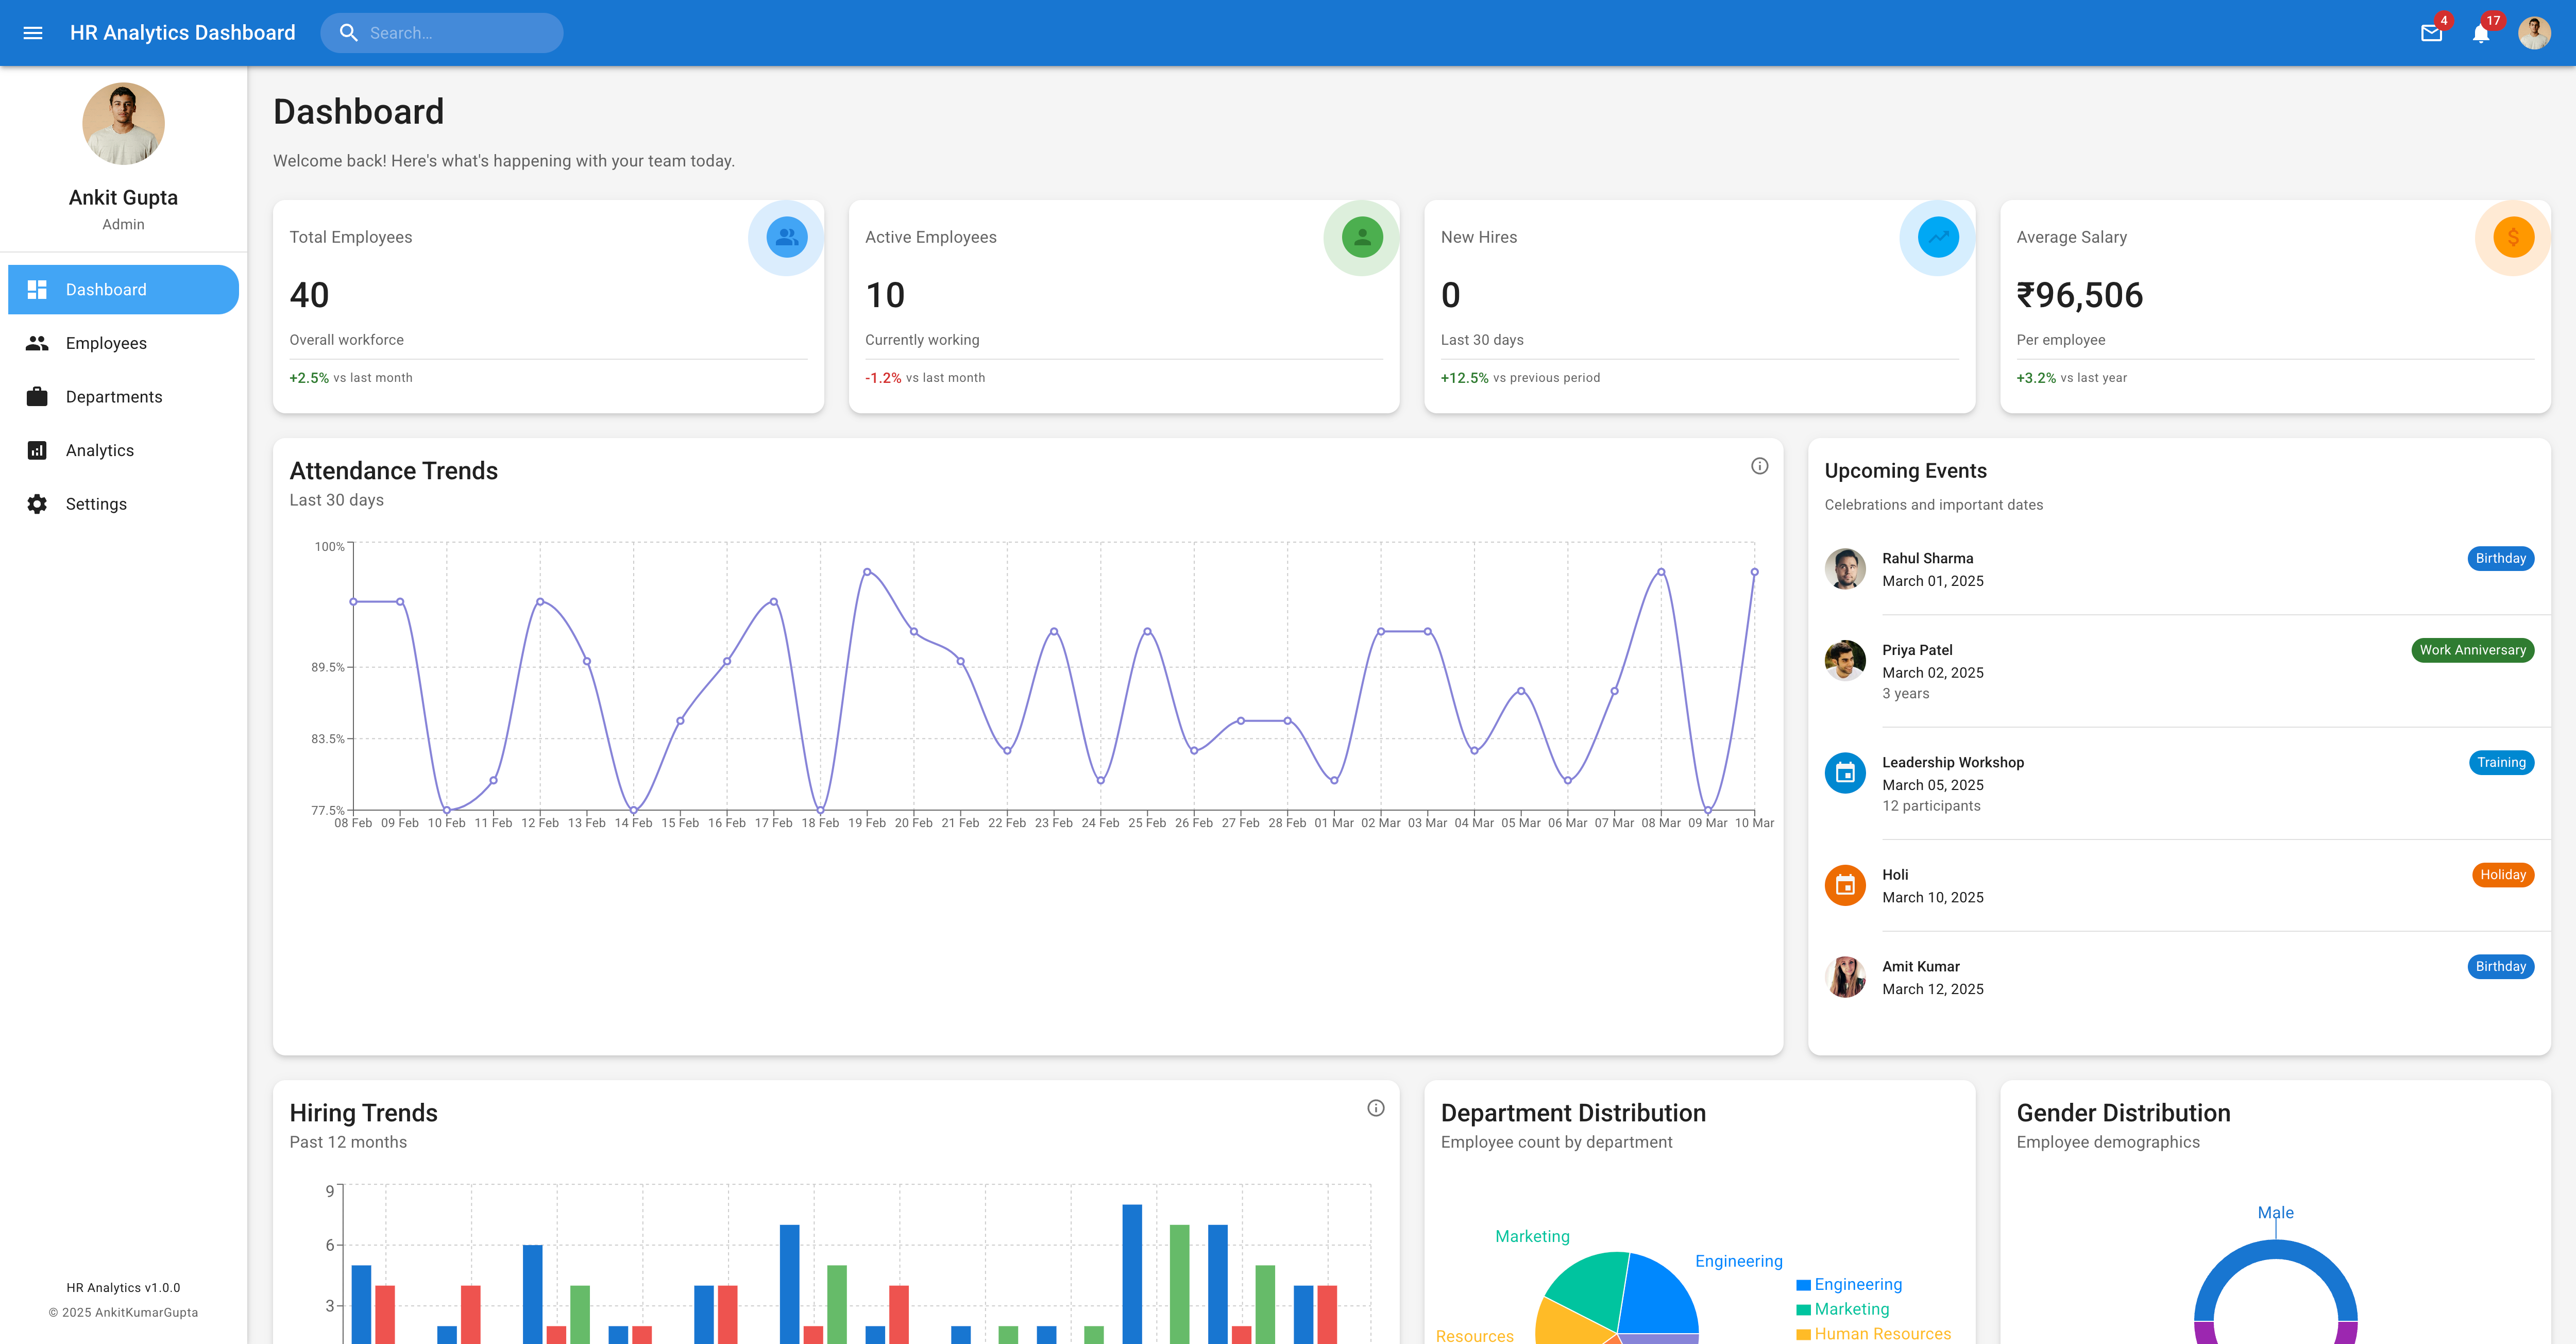 HR Analytics Dashboard
Search...
4
17
Ankit Gupta
Admin
Dashboard
Employees
Departments
Analytics
Settings
HR Analytics v1.0.0
© 2025 AnkitKumarGupta
Dashboard
Welcome back! Here's what's happening with your team today.
Total Employees
40
Overall workforce
+2.5% vs last month
Active Employees
10
Currently working
-1.2% vs last month
New Hires
0
Last 30 days
+12.5% vs previous period
Average Salary
₹96,506
Per employee
+3.2% vs last year
Attendance Trends
Last 30 days
100%
89.5%
83.5%
77.5%
08 Feb 09 Feb 10 Feb 11 Feb 12 Feb 13 Feb 14 Feb 15 Feb 16 Feb 17 Feb 18 Feb 19 Feb 20 Feb 21 Feb 22 Feb 23 Feb 24 Feb 25 Feb 26 Feb 27 Feb 28 Feb 01 Mar 02 Mar 03 Mar 04 Mar 05 Mar 06 Mar 07 Mar 08 Mar 09 Mar 10 Mar
Upcoming Events
Celebrations and important dates
Rahul Sharma
Birthday
March 01, 2025
Priya Patel
Work Anniversary
March 02, 2025
3 years
Leadership Workshop
Training
March 05, 2025
12 participants
Holi
Holiday
March 10, 2025
Amit Kumar
Birthday
March 12, 2025
Hiring Trends
Past 12 months
9
6
3
Department Distribution
Employee count by department
Marketing
Engineering
Resources
Engineering
Marketing
Human Resources
Gender Distribution
Employee demographics
Male